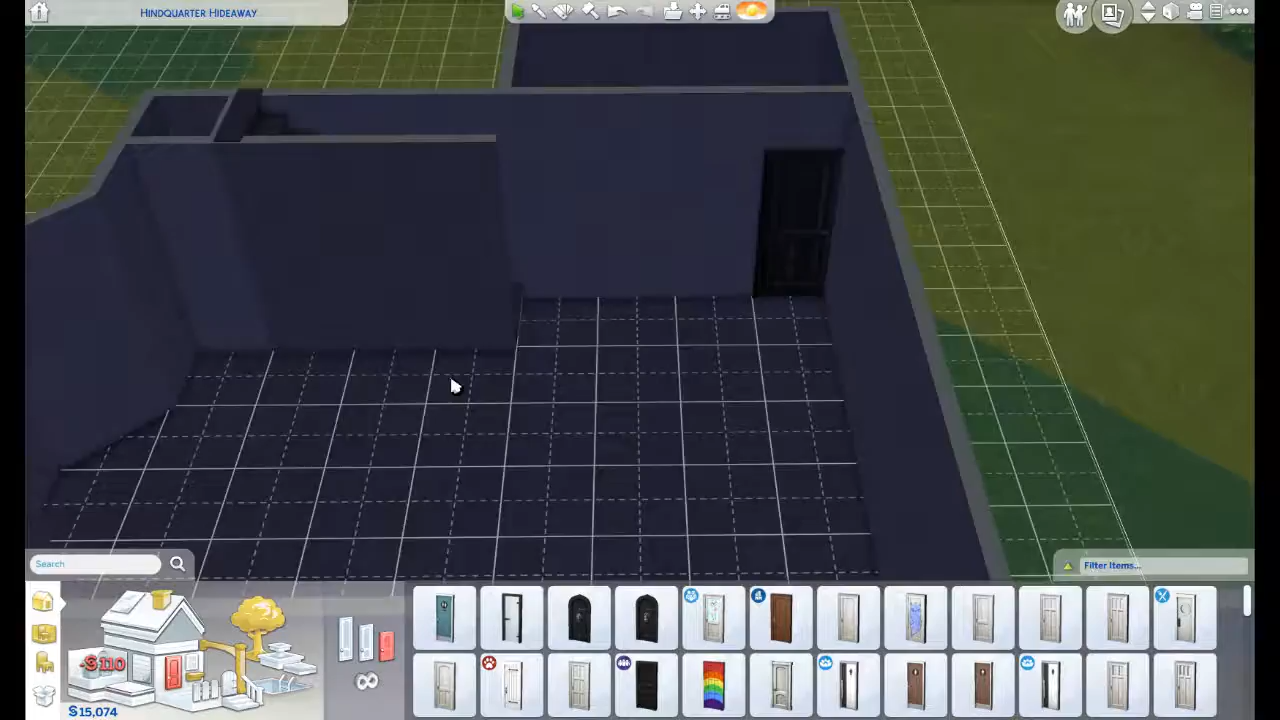 HINDQUARTER HIDEAWAY
Search
Filter Items...
-$110
$15,074